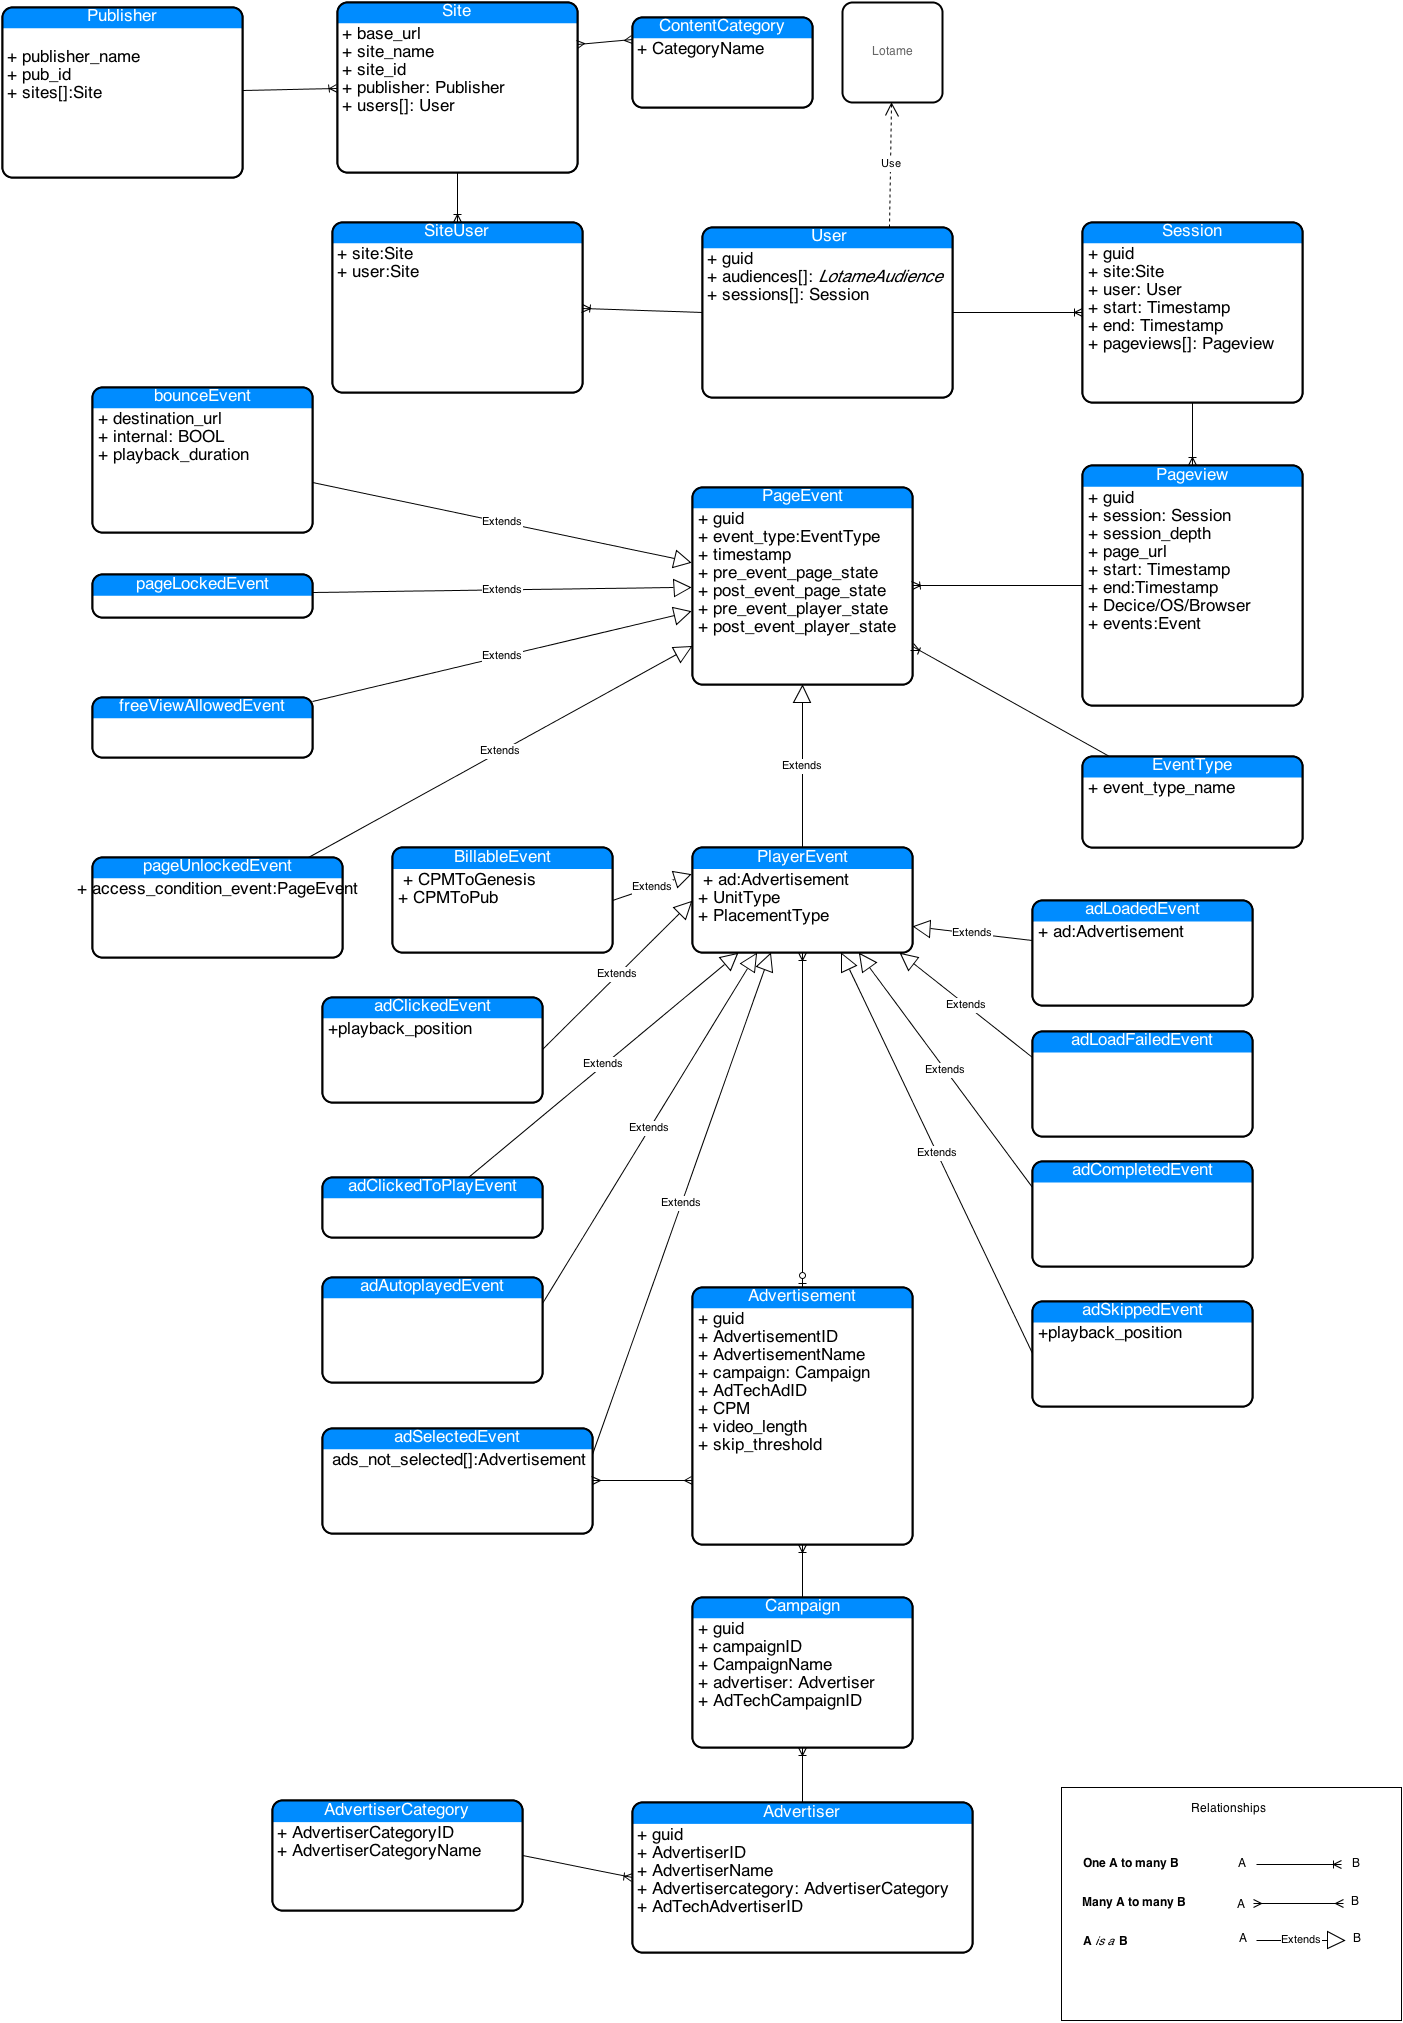 Publisher
+ publisher_name
+ pub_id
+ sites[]:Site
Site
+ base_url
+ site_name
+ site_id
+ publisher: Publisher
+ users[]: User
ContentCategory
+ CategoryName
Lotame
Use
SiteUser
+ site:Site
+ user:Site
User
+ guid
+ audiences[]: LotameAudience
+ sessions[]: Session
Session
+ guid
+ site:Site
+ user: User
+ start: Timestamp
+ end: Timestamp
+ pageviews[]: Pageview
bounceEvent
+ destination_url
+ internal: BOOL
+ playback_duration
Extends
pageLockedEvent
Extends
freeViewAllowedEvent
Extends
pageUnlockedEvent
+ access_condition_event:PageEvent
Extends
PageEvent
+ guid
+ event_type:EventType
+ timestamp
+ pre_event_page_state
+ post_event_page_state
+ pre_event_player_state
+ post_event_player_state
Pageview
+ guid
+ session: Session
+ session_depth
+ page_url
+ start: Timestamp
+ end:Timestamp
+ Decice/OS/Browser
+ events:Event
EventType
+ event_type_name
Extends
BillableEvent
+ CPMToGenesis
+ CPMToPub
Extends
PlayerEvent
+ ad:Advertisement
+ UnitType
+ PlacementType
adLoadedEvent
+ ad:Advertisement
Extends
adClickedEvent
+playback_position
Extends
adLoadFailedEvent
Extends
adClickedToPlayEvent
Extends
adCompletedEvent
Extends
adAutoplayedEvent
Extends
adSkippedEvent
+playback_position
Extends
adSelectedEvent
ads_not_selected[]:Advertisement
Extends
Advertisement
+ guid
+ AdvertisementID
+ AdvertisementName
+ campaign: Campaign
+ AdTechAdID
+ CPM
+ video_length
+ skip_threshold
Campaign
+ guid
+ campaignID
+ CampaignName
+ advertiser: Advertiser
+ AdTechCampaignID
AdvertiserCategory
+ AdvertiserCategoryID
+ AdvertiserCategoryName
Advertiser
+ guid
+ AdvertiserID
+ AdvertiserName
+ Advertisercategory: AdvertiserCategory
+ AdTechAdvertiserID
Relationships
One A to many B A B
Many A to many B A B
A is a B A Extends B